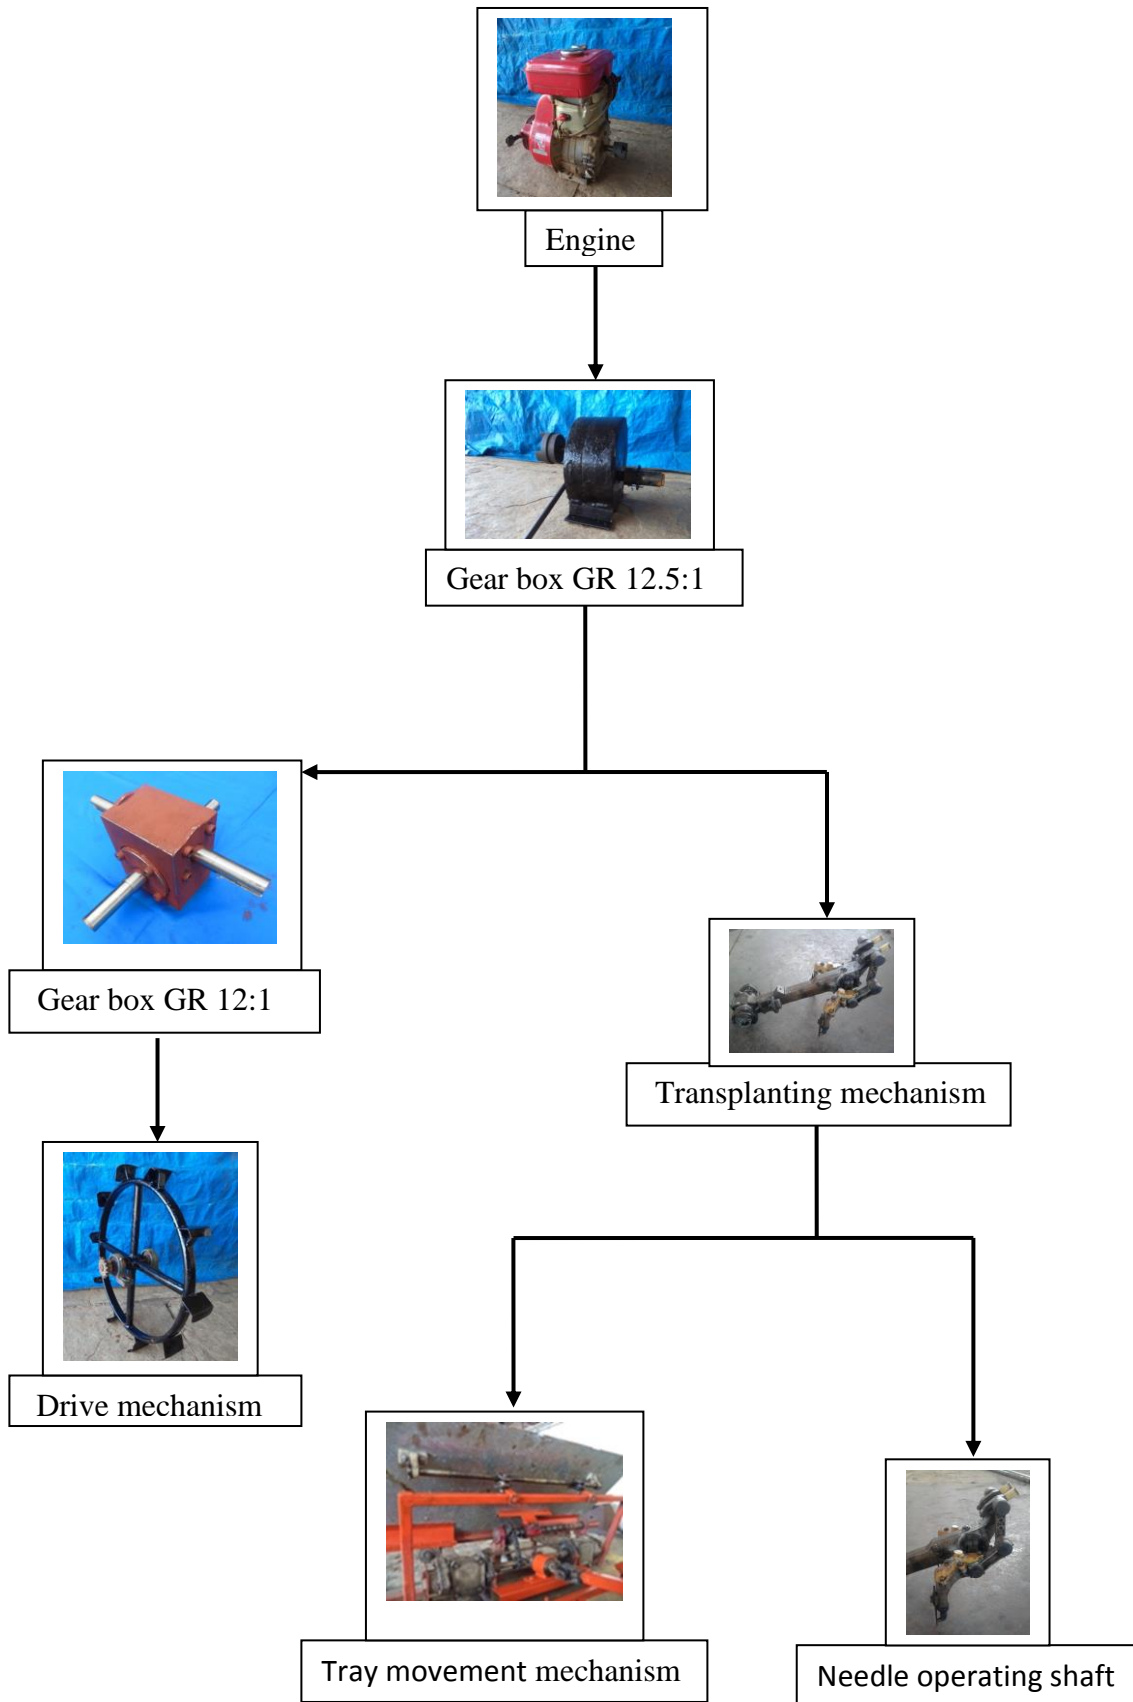 Engine
Gear box GR 12.5:1
Gear box GR 12:1
Transplanting mechanism
Drive mechanism
Tray movement mechanism
Needle operating shaft